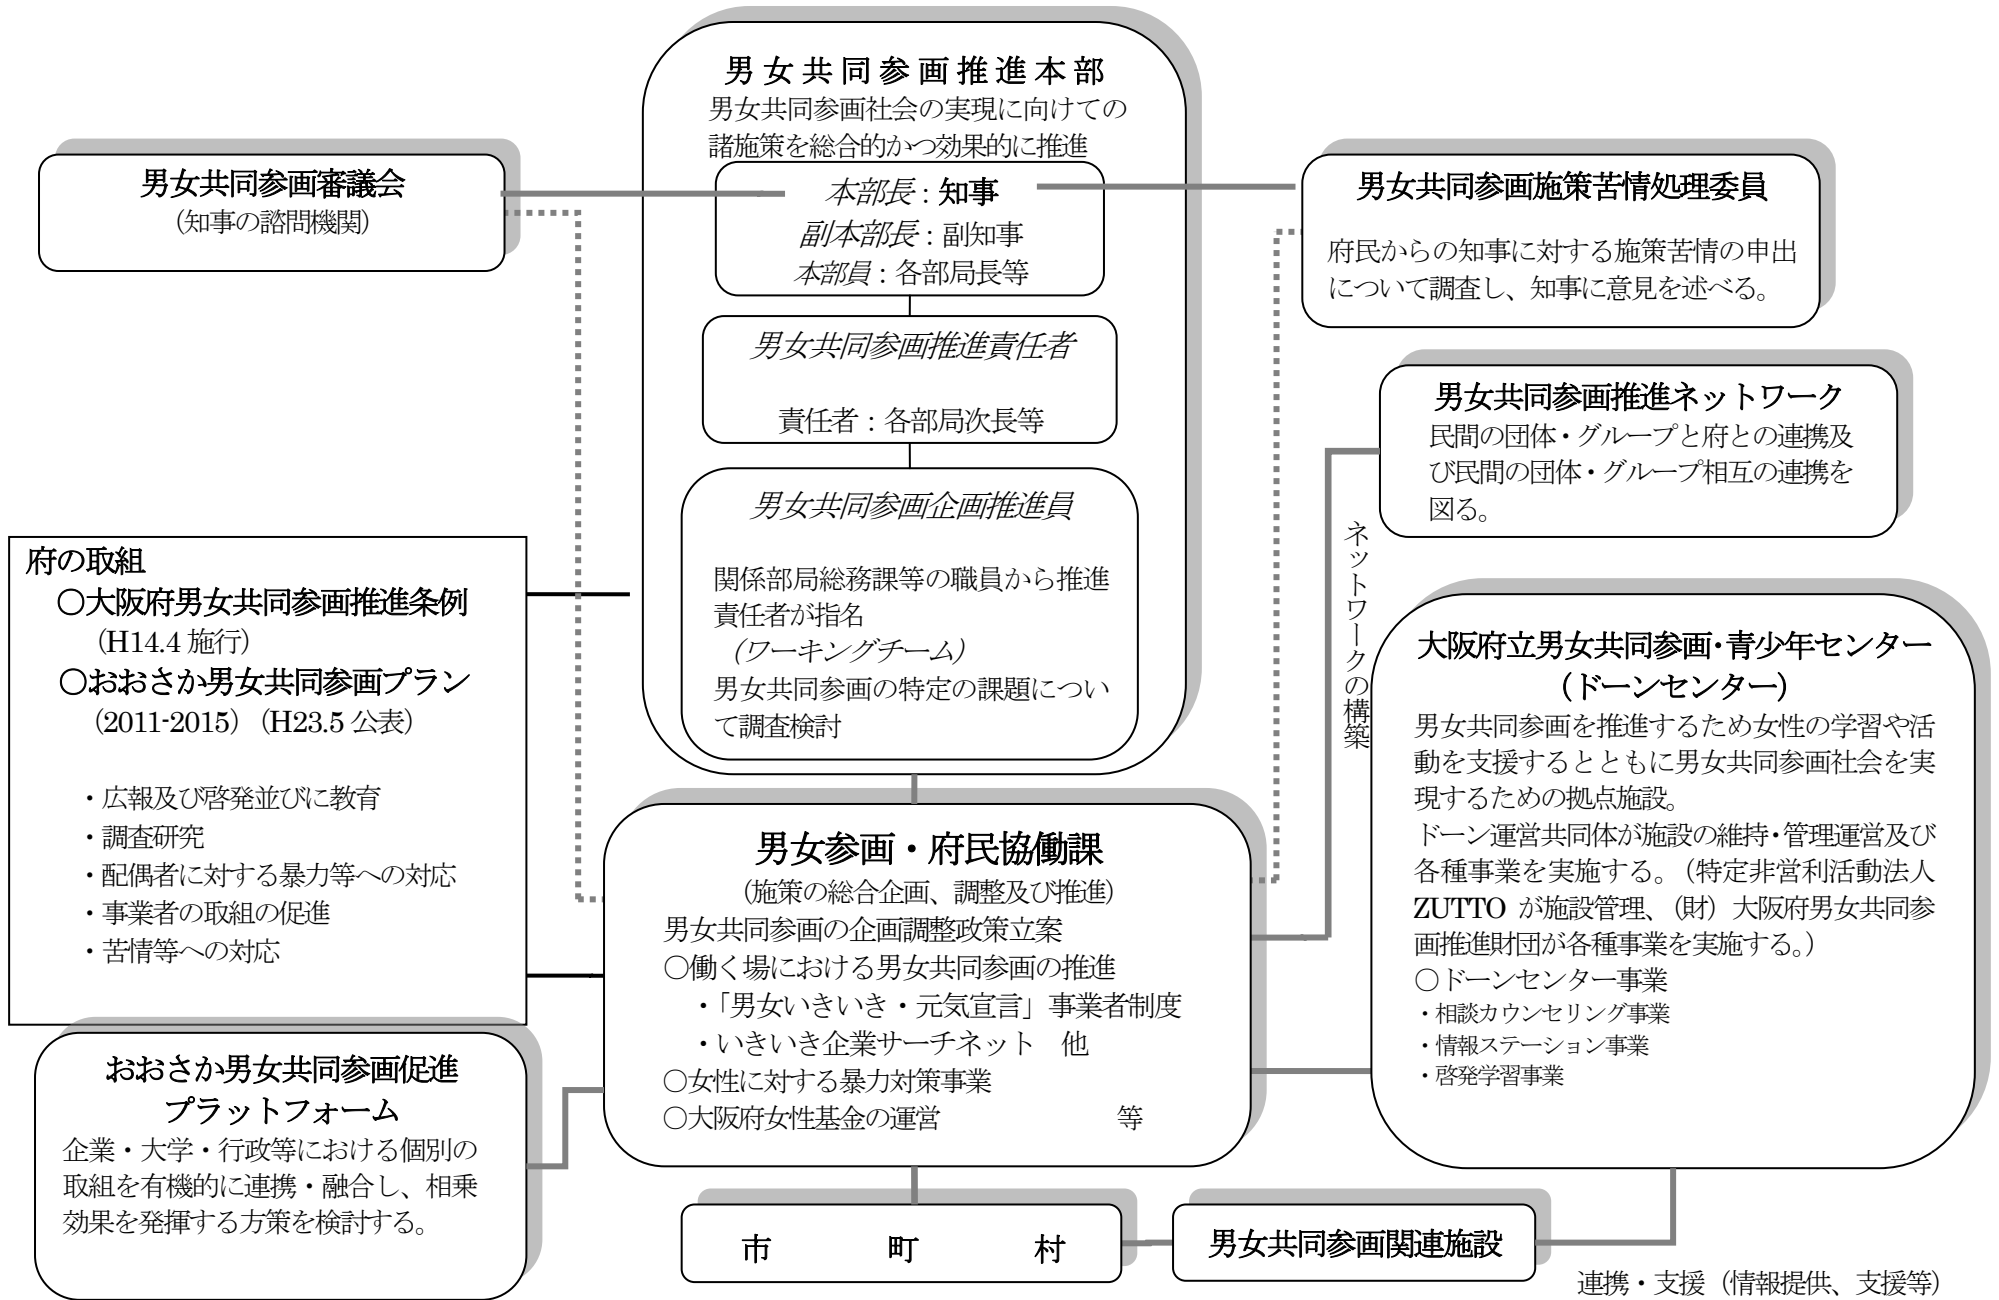 男女共同参画推進本部
男女共同参画社会の実現に向けての
諸施策を総合的かつ効果的に推進
本部長：知事
副本部長：副知事
本部員：各部局長等
男女共同参画推進責任者
責任者：各部局次長等
男女共同参画企画推進員
関係部局総務課等の職員から推進
責任者が指名
（ワーキングチーム）
男女共同参画の特定の課題につい
て調査検討
男女共同参画審議会
（知事の諮問機関）
男女共同参画施策苦情処理委員
府民からの知事に対する施策苦情の申出
について調査し、知事に意見を述べる。
男女共同参画推進ネットワーク
民間の団体・グループと府との連携及
び民間の団体・グループ相互の連携を
図る。
ネットワークの構築
府の取組
○大阪府男女共同参画推進条例
（H14.4 施行）
○おおさか男女共同参画プラン
（2011-2015）（H23.5 公表）
・広報及び啓発並びに教育
・調査研究
・配偶者に対する暴力等への対応
・事業者の取組の促進
・苦情等への対応
大阪府立男女共同参画・青少年センター
（ドーンセンター）
男女共同参画を推進するため女性の学習や活
動を支援するとともに男女共同参画社会を実
現するための拠点施設。
ドーン運営共同体が施設の維持・管理運営及び
各種事業を実施する。（特定非営利活動法人
ZUTTO が施設管理、（財）大阪府男女共同参
画推進財団が各種事業を実施する。）
○ドーンセンター事業
・相談カウンセリング事業
・情報ステーション事業
・啓発学習事業
男女参画・府民協働課
（施策の総合企画、調整及び推進）
男女共同参画の企画調整政策立案
○働く場における男女共同参画の推進
・「男女いきいき・元気宣言」事業者制度
・いきいき企業サーチネット　他
○女性に対する暴力対策事業
○大阪府女性基金の運営　　　　　等
おおさか男女共同参画促進
プラットフォーム
企業・大学・行政等における個別の
取組を有機的に連携・融合し、相乗
効果を発揮する方策を検討する。
市　町　村
男女共同参画関連施設
連携・支援（情報提供、支援等）